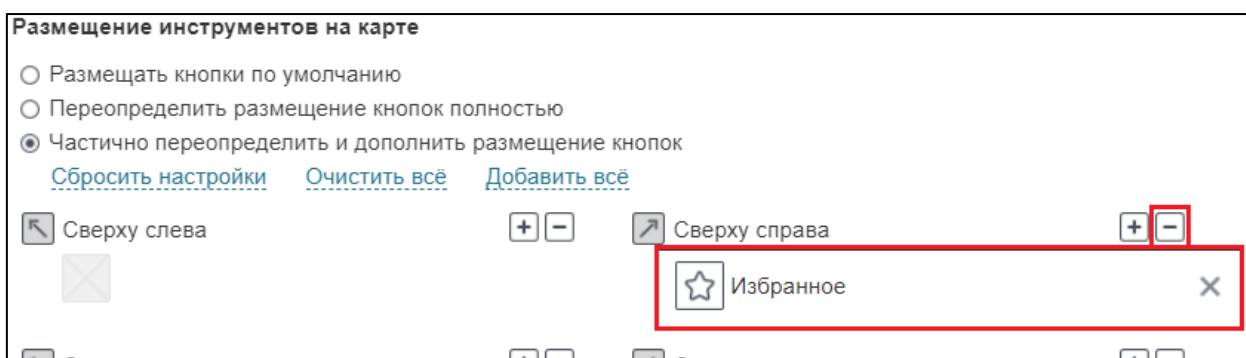 Размещение инструментов на карте
Размещать кнопки по умолчанию
Переопределить размещение кнопок полностью
Частично переопределить и дополнить размещение кнопок
Сбросить настройки Очистить всё Добавить всё
Сверху слева Сверху справа
Избранное